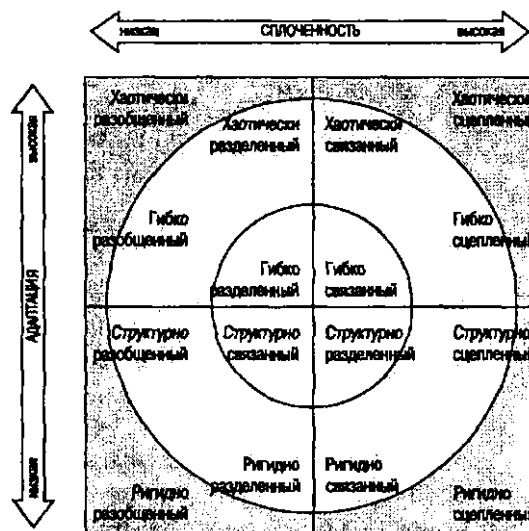 низкая СПЛОЧЕННОСТЬ высокая
высокая
АДАПТАЦИЯ
низкая
Хаотически
разобщенный
Хаотически
разделенный
Хаотически
связанный
Хаотически
сцепленный
Гибко
разобщенный
Гибко
разделенный
Гибко
связанный
Гибко
сцепленный
Структурно
разобщенный
Структурно
связанный
Структурно
разделенный
Структурно
сцепленный
Ригидно
разобщенный
Ригидно
разделенный
Ригидно
связанный
Ригидно
сцепленный